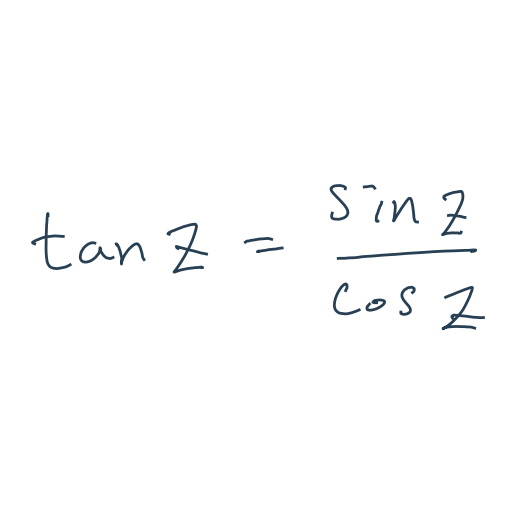 tan z = sin z / cos z